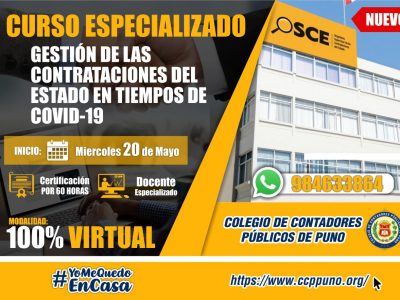 CURSO ESPECIALIZADO
NUEVO
GESTIÓN DE LAS
CONTRATACIONES DEL
ESTADO EN TIEMPOS DE
COVID-19
OSCE
INICIO:
Miercoles 20 de Mayo
Certificación
POR 60 HORAS
Docente
Especializado
984633864
MODALIDAD:
100% VIRTUAL
COLEGIO DE CONTADORES
PÚBLICOS DE PUNO
#YoMeQuedo
EnCasa
https://www.ccppuno.org/